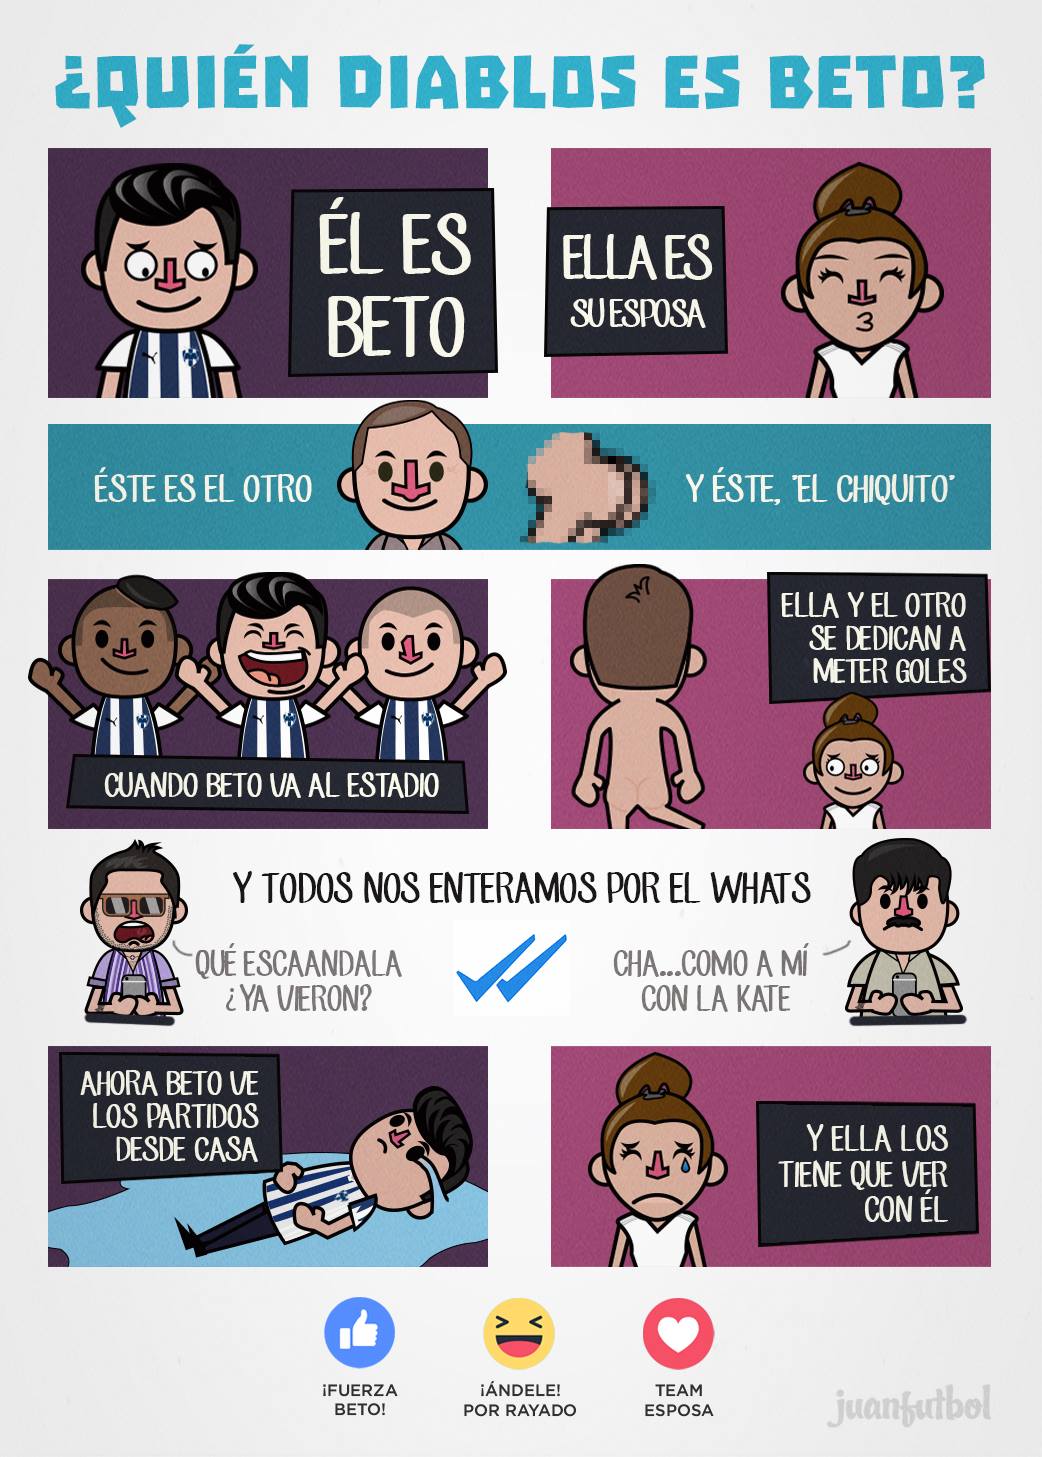 ¿QUIÉN DIABLOS ES BETO?
ÉL ES
BETO
ELLA ES
SU ESPOSA
ÉSTE ES EL OTRO
Y ÉSTE, "EL CHIQUITO"
CUANDO BETO VA AL ESTADIO
ELLA Y EL OTRO
SE DEDICAN A
METER GOLES
Y TODOS NOS ENTERAMOS POR EL WHATS
QUÉ ESCAANDALA
¿YA VIERON?
CHA...COMO A MÍ
CON LA KATE
AHORA BETO VE
LOS PARTIDOS
DESDE CASA
Y ELLA LOS
TIENE QUE VER
CON ÉL
¡FUERZA
BETO!
¡ÁNDELE!
POR RAYADO
TEAM
ESPOSA
juanfutbol